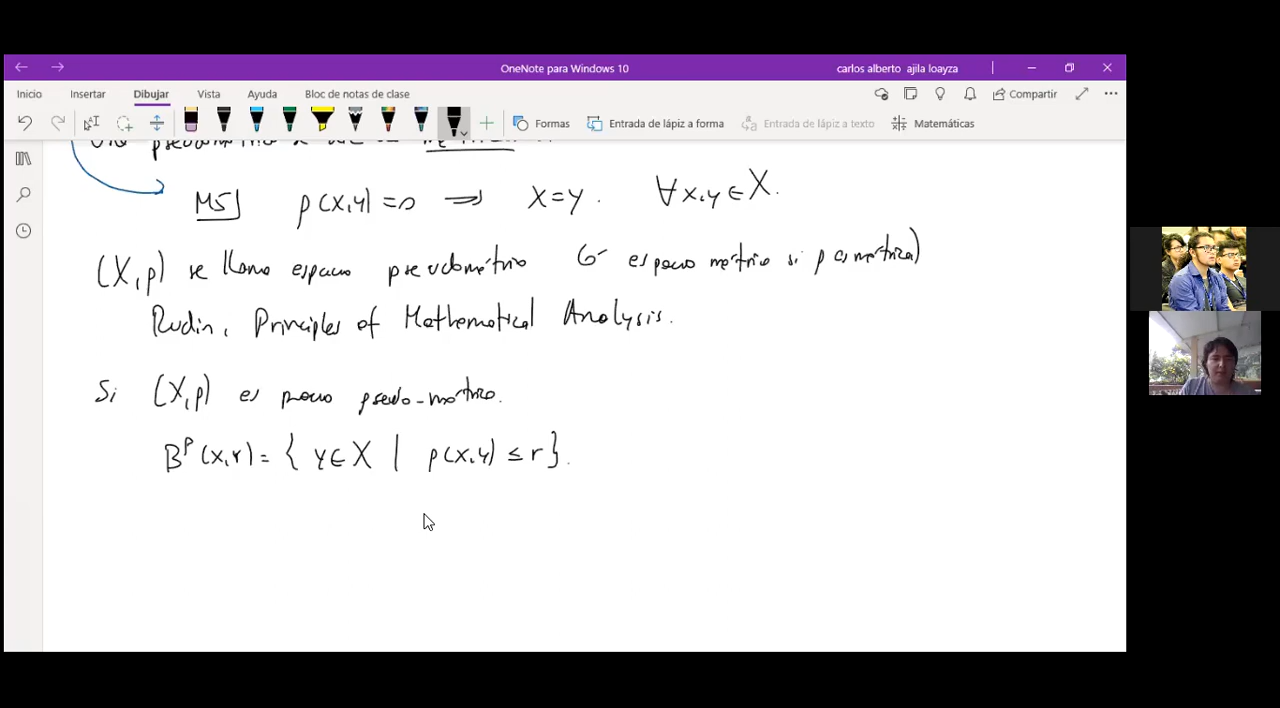 OneNote para Windows 10
carlos alberto ajila loayza
Inicio Insertar Dibujar Vista Ayuda Bloc de notas de clase
Compartir
Formas Entrada de lápiz a forma Entrada de lápiz a texto Matemáticas
M5] ρ(x,y)=0 ⟹ x=y. ∀x,y∈X.
(X,ρ) se llama espacio pseudométrico espacio métrico si ρ es métrica)
Rudin, Principles of Mathematical Analysis.
Si (X,ρ) es pseudo-métrico.
B^ρ(x,r)= { y∈X | ρ(x,y) ≤ r}.